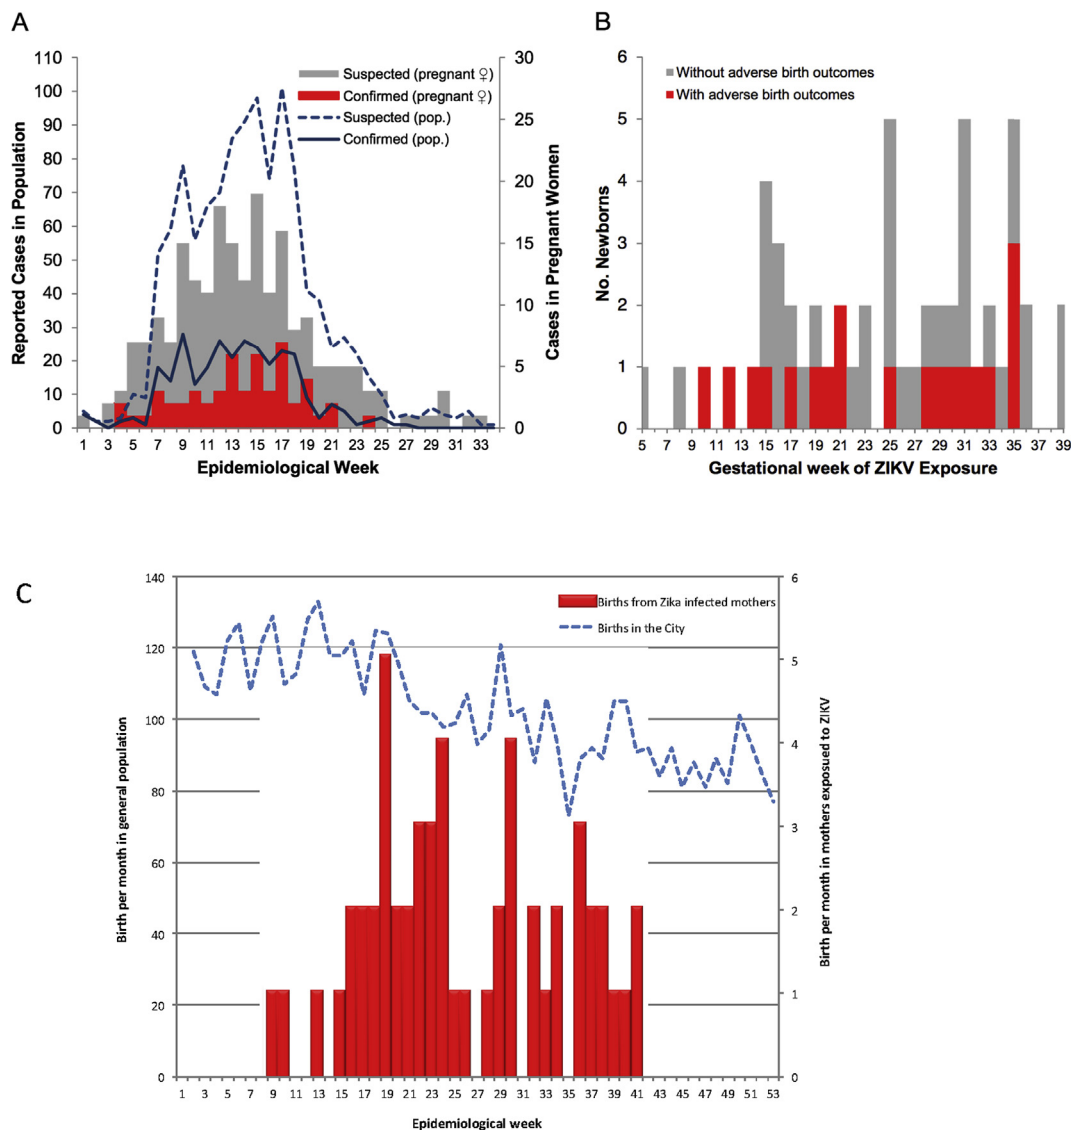 A
110
100
90
80
70
60
50
40
30
20
10
0
Reported Cases in Population
30
25
20
15
10
5
0
Cases in Pregnant Women
Suspected (pregnant ♀)
Confirmed (pregnant ♀)
Suspected (pop.)
Confirmed (pop.)
1 3 5 7 9 11 13 15 17 19 21 23 25 27 29 31 33
Epidemiological Week
B
6
5
4
3
2
1
0
No. Newborns
Without adverse birth outcomes
With adverse birth outcomes
5 7 9 11 13 15 17 19 21 23 25 27 29 31 33 35 37 39
Gestational week of ZIKV Exposure
C
140
120
100
80
60
40
20
0
Birth per month in general population
6
5
4
3
2
1
0
Birth per month in mothers exposed to ZIKV
Births from Zika infected mothers
Births in the City
1 3 5 7 9 11 13 15 17 19 21 23 25 27 29 31 33 35 37 39 41 43 45 47 49 51 53
Epidemiological week